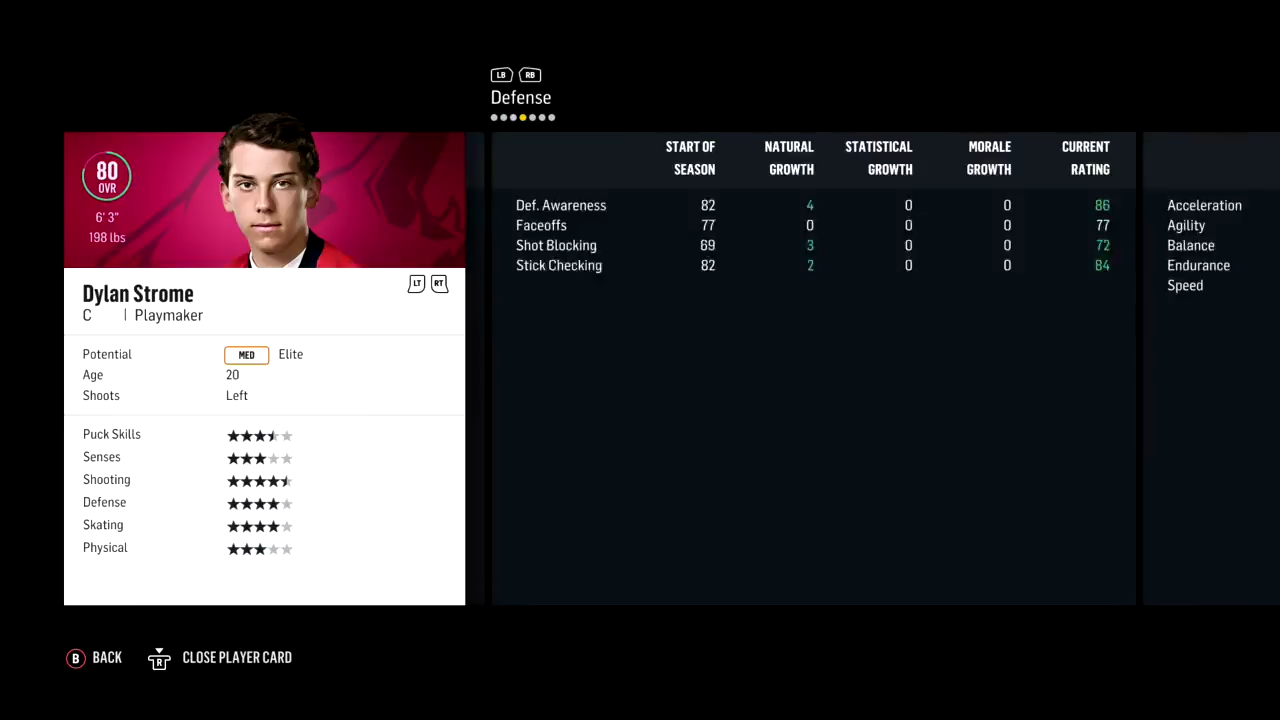 LB RB
Defense
80
OVR
6' 3"
198 lbs
LT RT
Dylan Strome
C | Playmaker
Potential MED Elite
Age 20
Shoots Left
Puck Skills
Senses
Shooting
Defense
Skating
Physical
START OF SEASON NATURAL GROWTH STATISTICAL GROWTH MORALE GROWTH CURRENT RATING
Def. Awareness 82 4 0 0 86
Faceoffs 77 0 0 0 77
Shot Blocking 69 3 0 0 72
Stick Checking 82 2 0 0 84
Acceleration
Agility
Balance
Endurance
Speed
B BACK R CLOSE PLAYER CARD